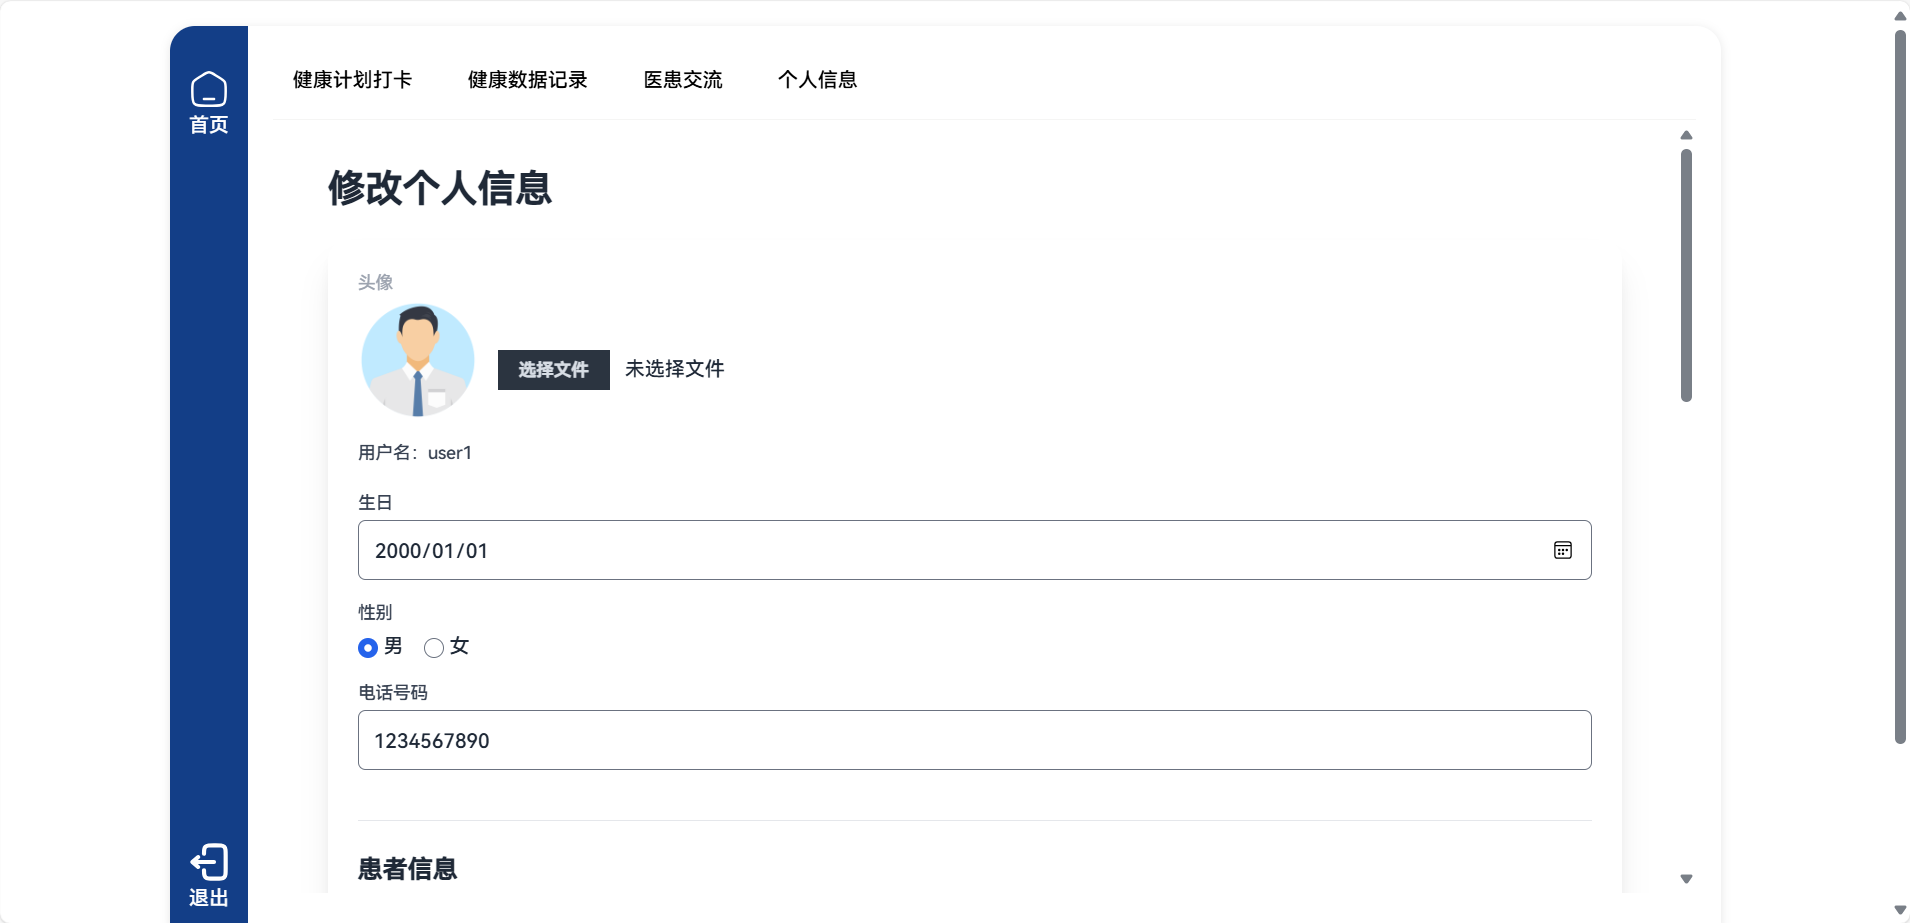 首页
健康计划打卡 健康数据记录 医患交流 个人信息
修改个人信息
头像
选择文件 未选择文件
用户名：user1
生日
2000/01/01
性别
男 女
电话号码
1234567890
患者信息
退出